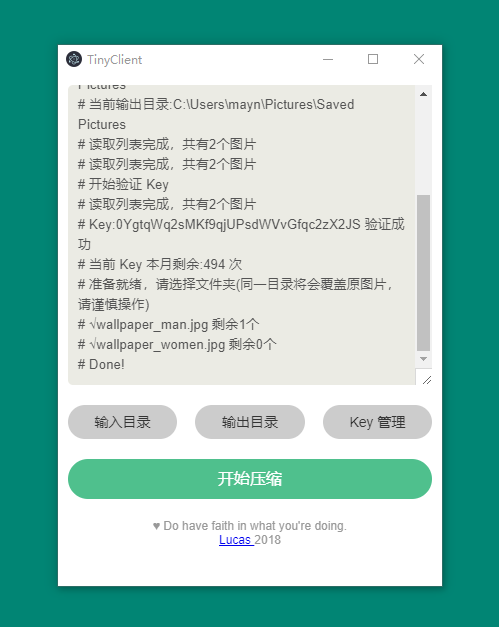 TinyClient
Pictures
# 当前输出目录:C:\Users\mayn\Pictures\Saved
Pictures
# 读取列表完成，共有2个图片
# 读取列表完成，共有2个图片
# 开始验证 Key
# 读取列表完成，共有2个图片
# Key:0YgtqWq2sMKf9qjUPsdWVvGfqc2zX2JS 验证成
功
# 当前 Key 本月剩余:494 次
# 准备就绪，请选择文件夹(同一目录将会覆盖原图片，
请谨慎操作)
# √wallpaper_man.jpg 剩余1个
# √wallpaper_women.jpg 剩余0个
# Done!
输入目录 输出目录 Key 管理
开始压缩
♥ Do have faith in what you're doing.
Lucas 2018